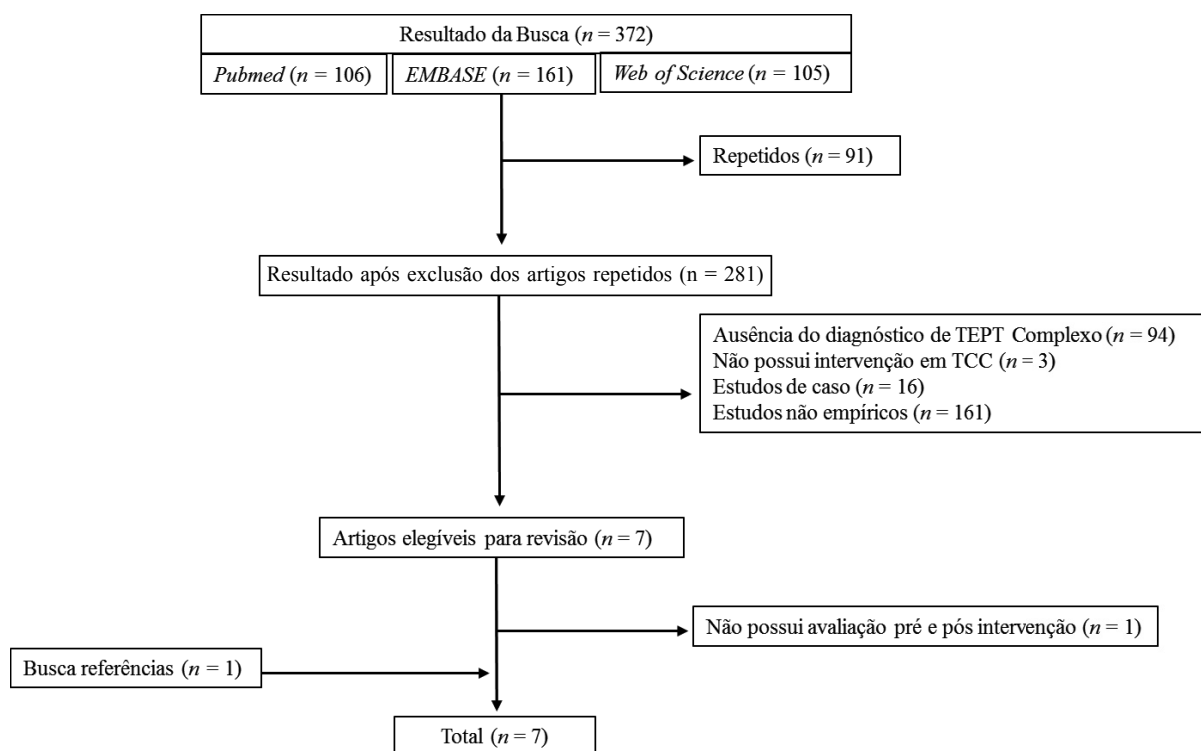 Resultado da Busca (n = 372)
Pubmed (n = 106)
EMBASE (n = 161)
Web of Science (n = 105)
Repetidos (n = 91)
Resultado após exclusão dos artigos repetidos (n = 281)
Ausência do diagnóstico de TEPT Complexo (n = 94)
Não possui intervenção em TCC (n = 3)
Estudos de caso (n = 16)
Estudos não empíricos (n = 161)
Artigos elegíveis para revisão (n = 7)
Não possui avaliação pré e pós intervenção (n = 1)
Busca referências (n = 1)
Total (n = 7)